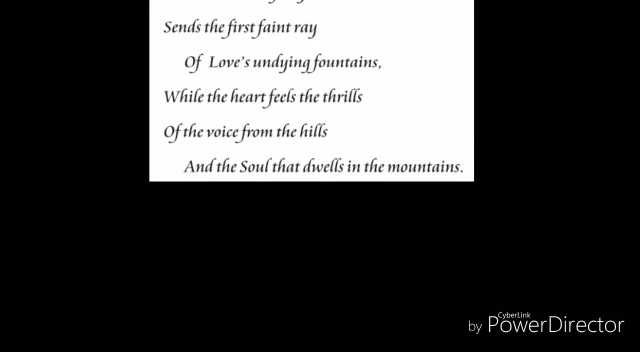 Sends the first faint ray
Of Love's undying fountains,
While the heart feels the thrills
Of the voice from the hills
And the Soul that dwells in the mountains.
CyberLink
by PowerDirector